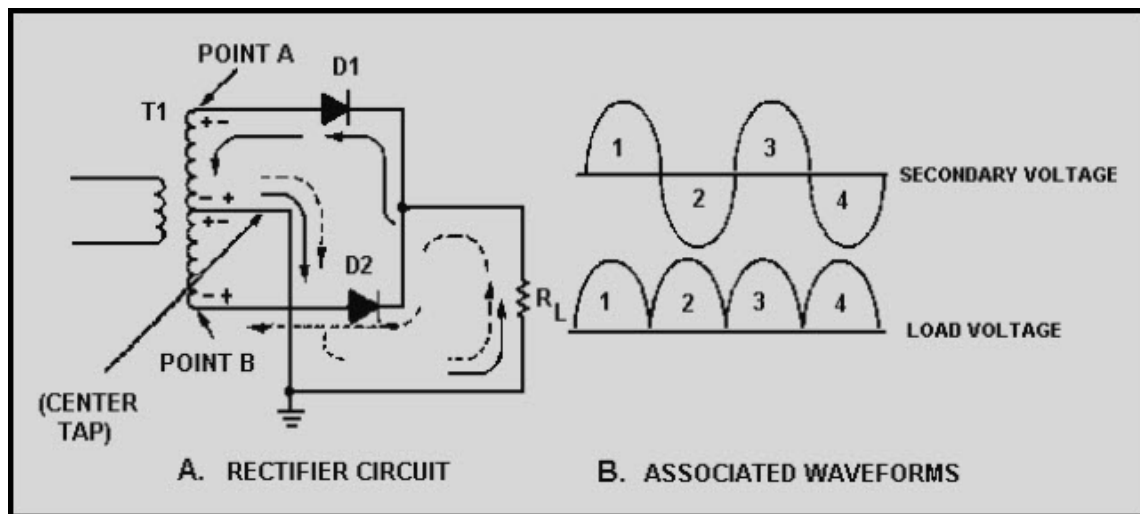 POINT A
D1
T1
+ -
- +
+ -
D2
- +
R L
POINT B
(CENTER
TAP)
A. RECTIFIER CIRCUIT
1
3
SECONDARY VOLTAGE
2
4
1
2
3
4
LOAD VOLTAGE
B. ASSOCIATED WAVEFORMS